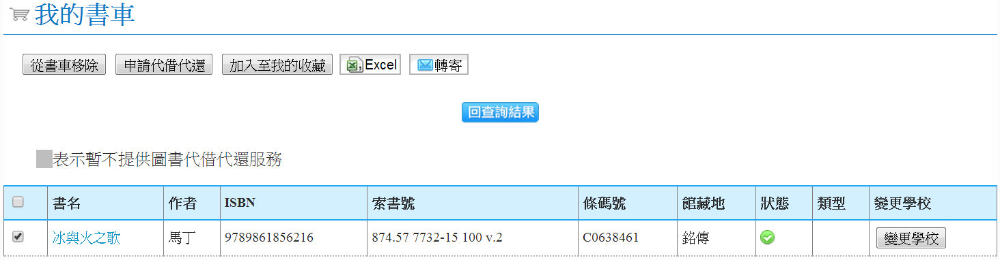 我的書車
從書車移除 申請代借代還 加入至我的收藏 Excel 轉寄
回查詢結果
表示暫不提供圖書代借代還服務
書名 作者 ISBN 索書號 條碼號 館藏地 狀態 類型 變更學校
冰與火之歌 馬丁 9789861856216 874.57 7732-15 100 v.2 C0638461 銘傳 變更學校